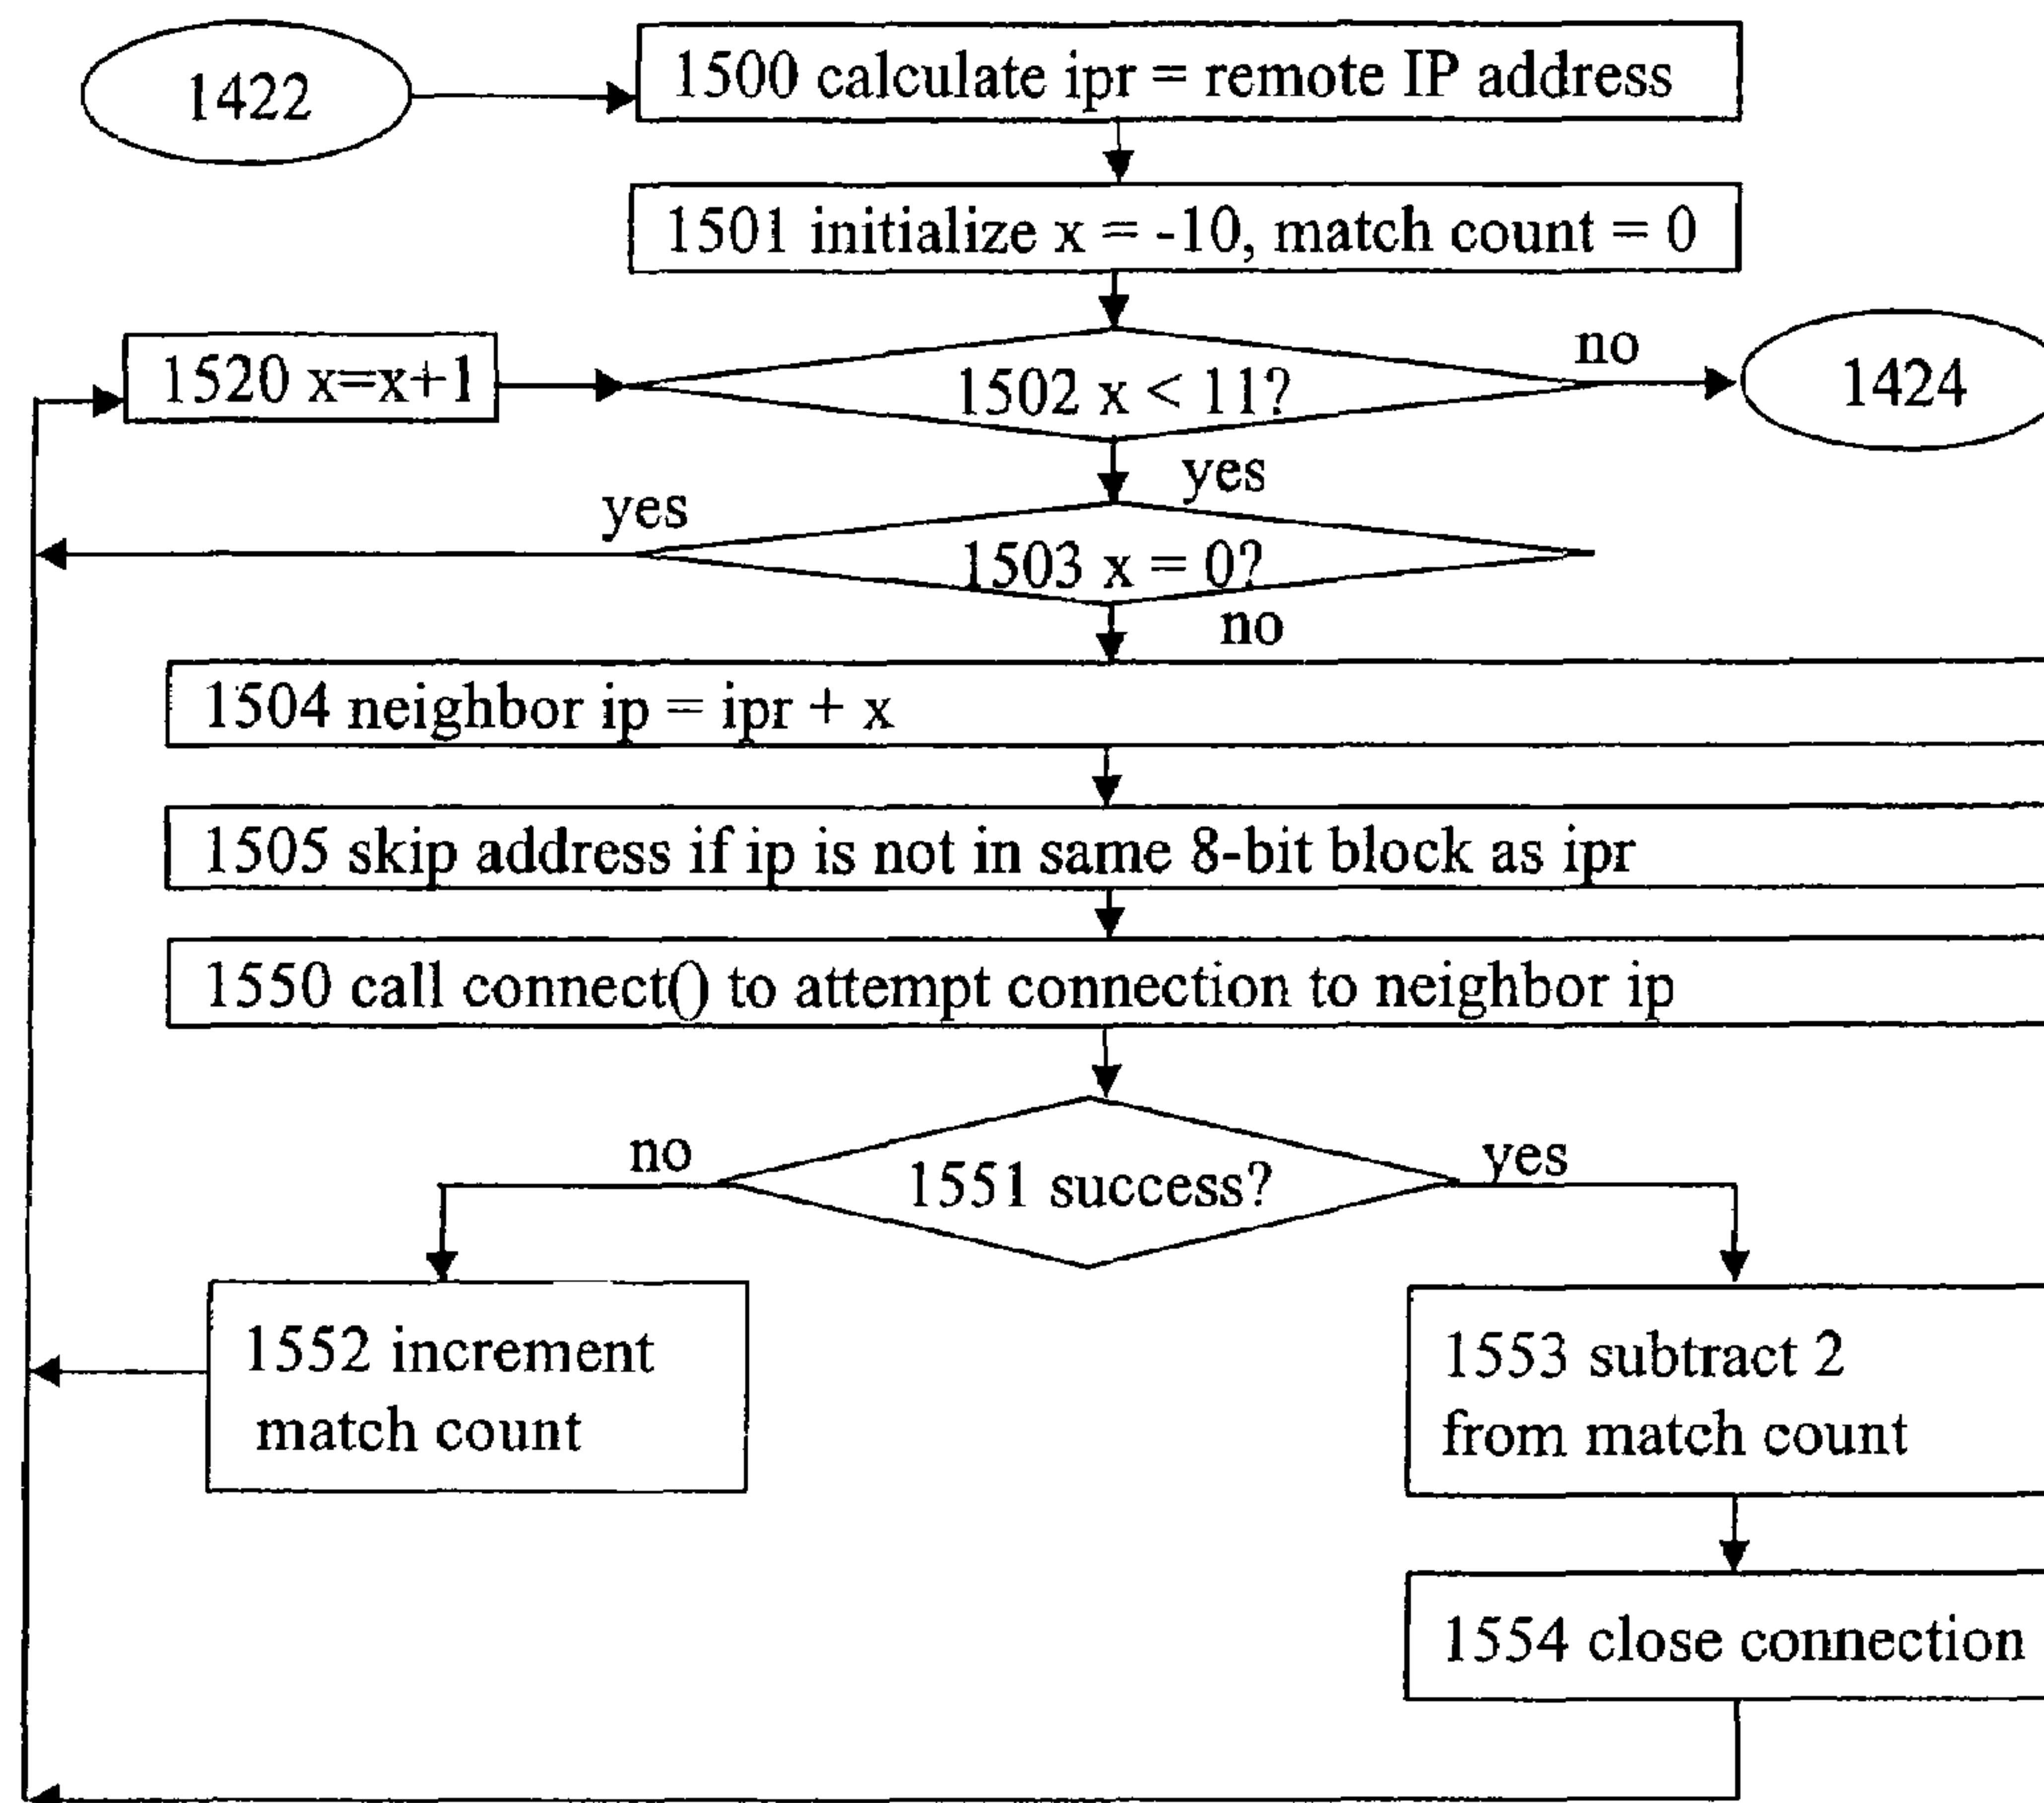 1422
1500 calculate ipr = remote IP address
1501 initialize x = -10, match count = 0
1520 x=x+1
1502 x < 11?
no
1424
yes
yes
1503 x = 0?
no
1504 neighbor ip = ipr + x
1505 skip address if ip is not in same 8-bit block as ipr
1550 call connect() to attempt connection to neighbor ip
no
1551 success?
yes
1552 increment
match count
1553 subtract 2
from match count
1554 close connection